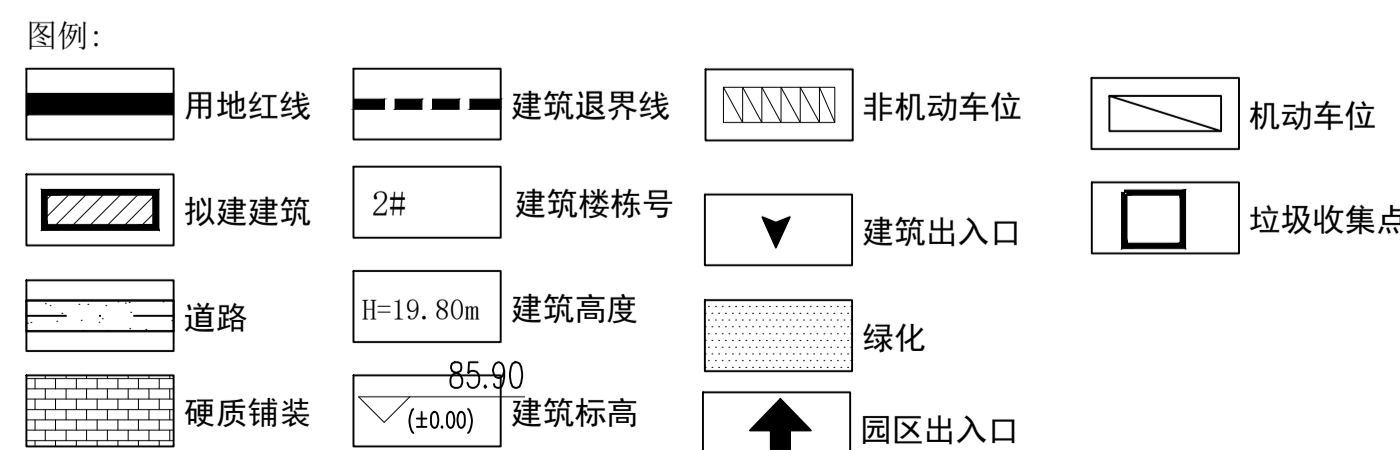 图例:
用地红线
建筑退界线
非机动车位
机动车位
拟建建筑
2#
建筑楼栋号
建筑出入口
垃圾收集点
道路
H=19.80m
建筑高度
绿化
硬质铺装
85.90
(±0.00)
建筑标高
园区出入口